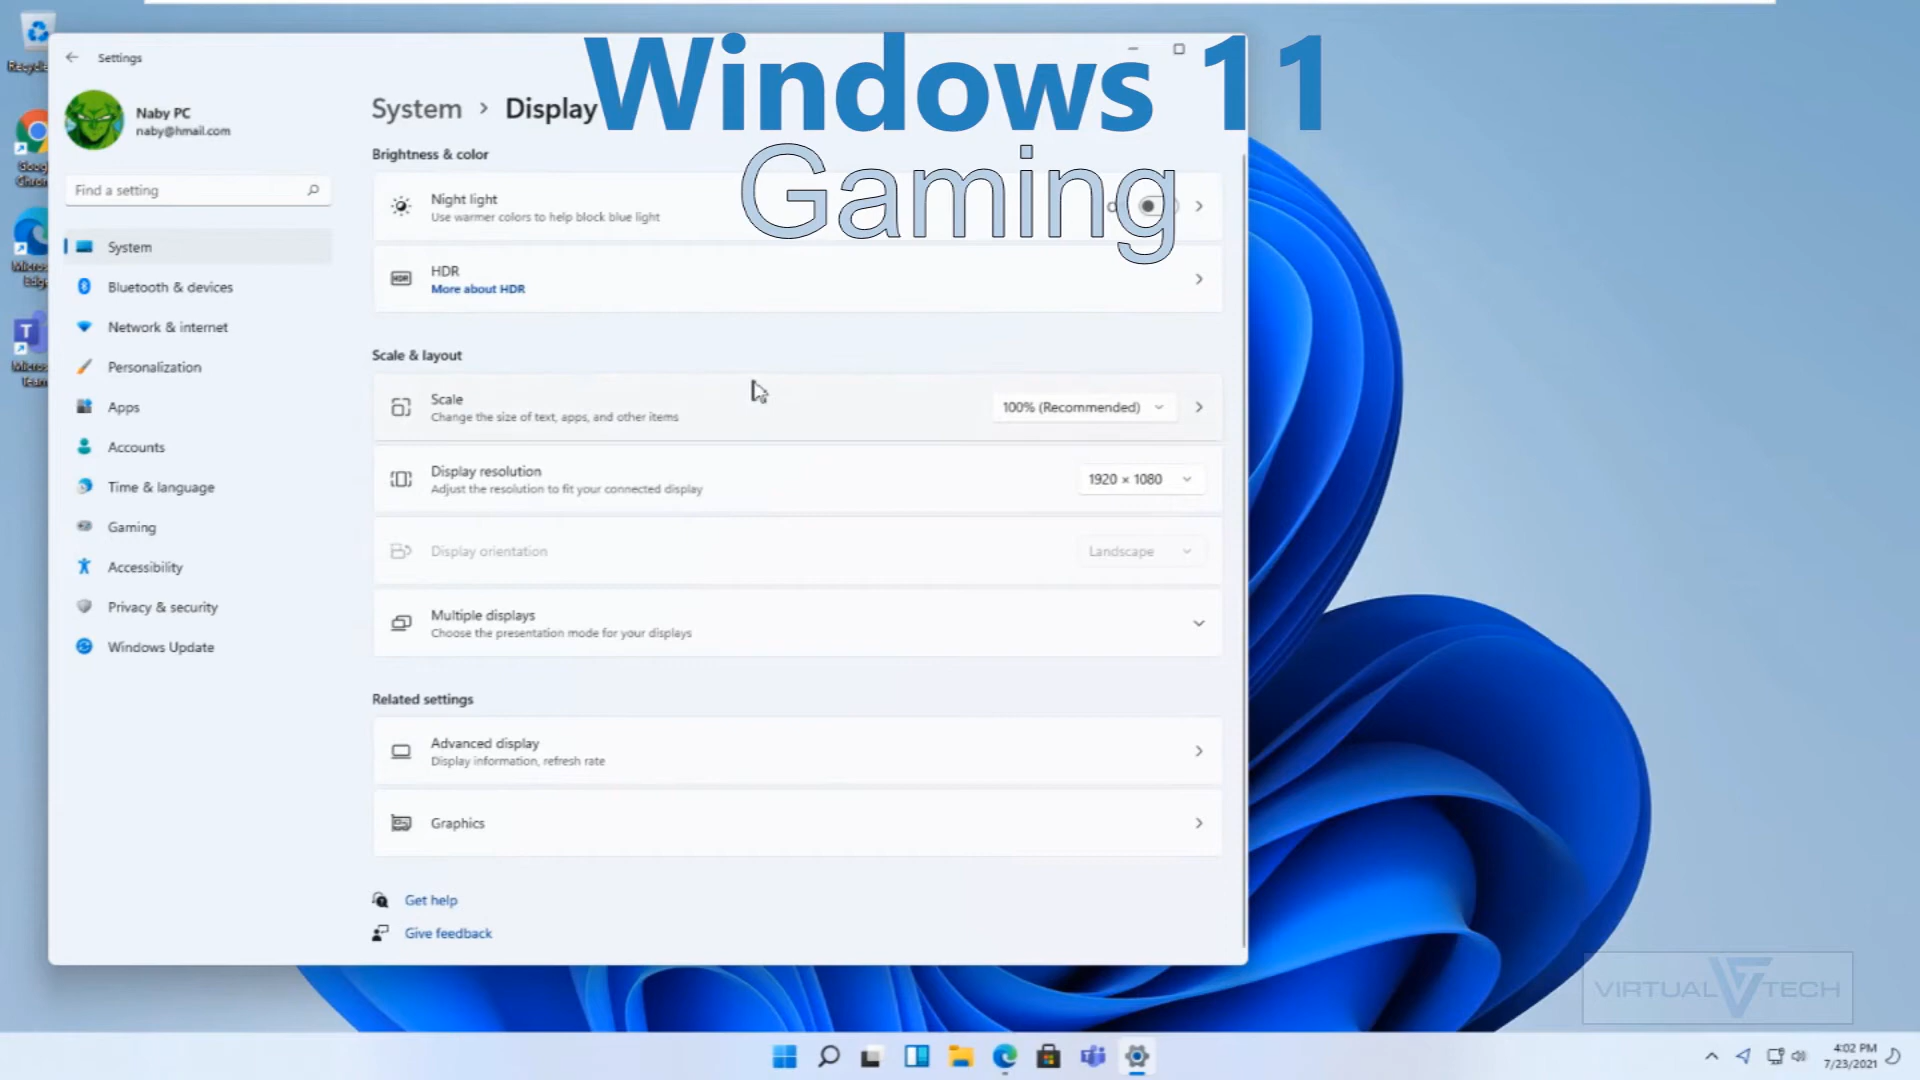 Settings
Windows 11
Gaming
Naby PC
naby@hmail.com
Find a setting
System
Bluetooth & devices
Network & internet
Personalization
Apps
Accounts
Time & language
Gaming
Accessibility
Privacy & security
Windows Update
System > Display
Brightness & color
Night light
Use warmer colors to help block blue light
HDR
HDR
More about HDR
Scale & layout
Scale
Change the size of text, apps, and other items
100% (Recommended)
Display resolution
Adjust the resolution to fit your connected display
1920 × 1080
Display orientation
Landscape
Multiple displays
Choose the presentation mode for your displays
Related settings
Advanced display
Display information, refresh rate
Graphics
Get help
Give feedback
VIRTUAL TECH
4:02 PM
7/23/2021